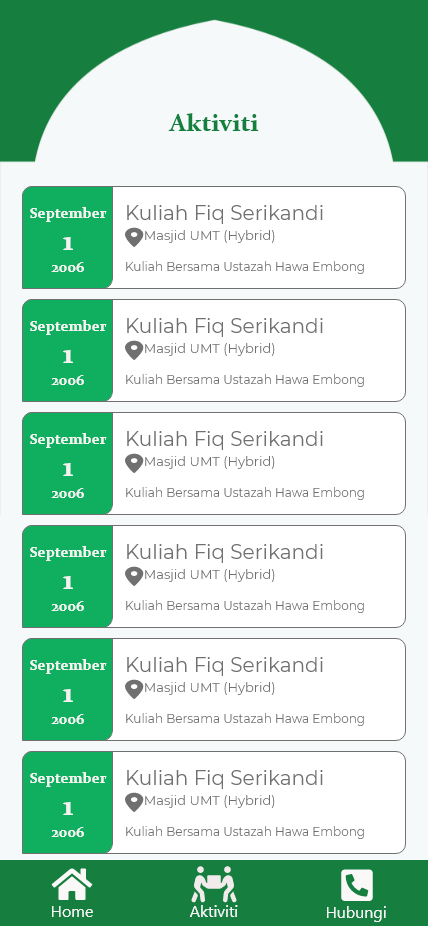 Aktiviti
September
1
2006
Kuliah Fiq Serikandi
Masjid UMT (Hybrid)
Kuliah Bersama Ustazah Hawa Embong
September
1
2006
Kuliah Fiq Serikandi
Masjid UMT (Hybrid)
Kuliah Bersama Ustazah Hawa Embong
September
1
2006
Kuliah Fiq Serikandi
Masjid UMT (Hybrid)
Kuliah Bersama Ustazah Hawa Embong
September
1
2006
Kuliah Fiq Serikandi
Masjid UMT (Hybrid)
Kuliah Bersama Ustazah Hawa Embong
September
1
2006
Kuliah Fiq Serikandi
Masjid UMT (Hybrid)
Kuliah Bersama Ustazah Hawa Embong
September
1
2006
Kuliah Fiq Serikandi
Masjid UMT (Hybrid)
Kuliah Bersama Ustazah Hawa Embong
Home
Aktiviti
Hubungi